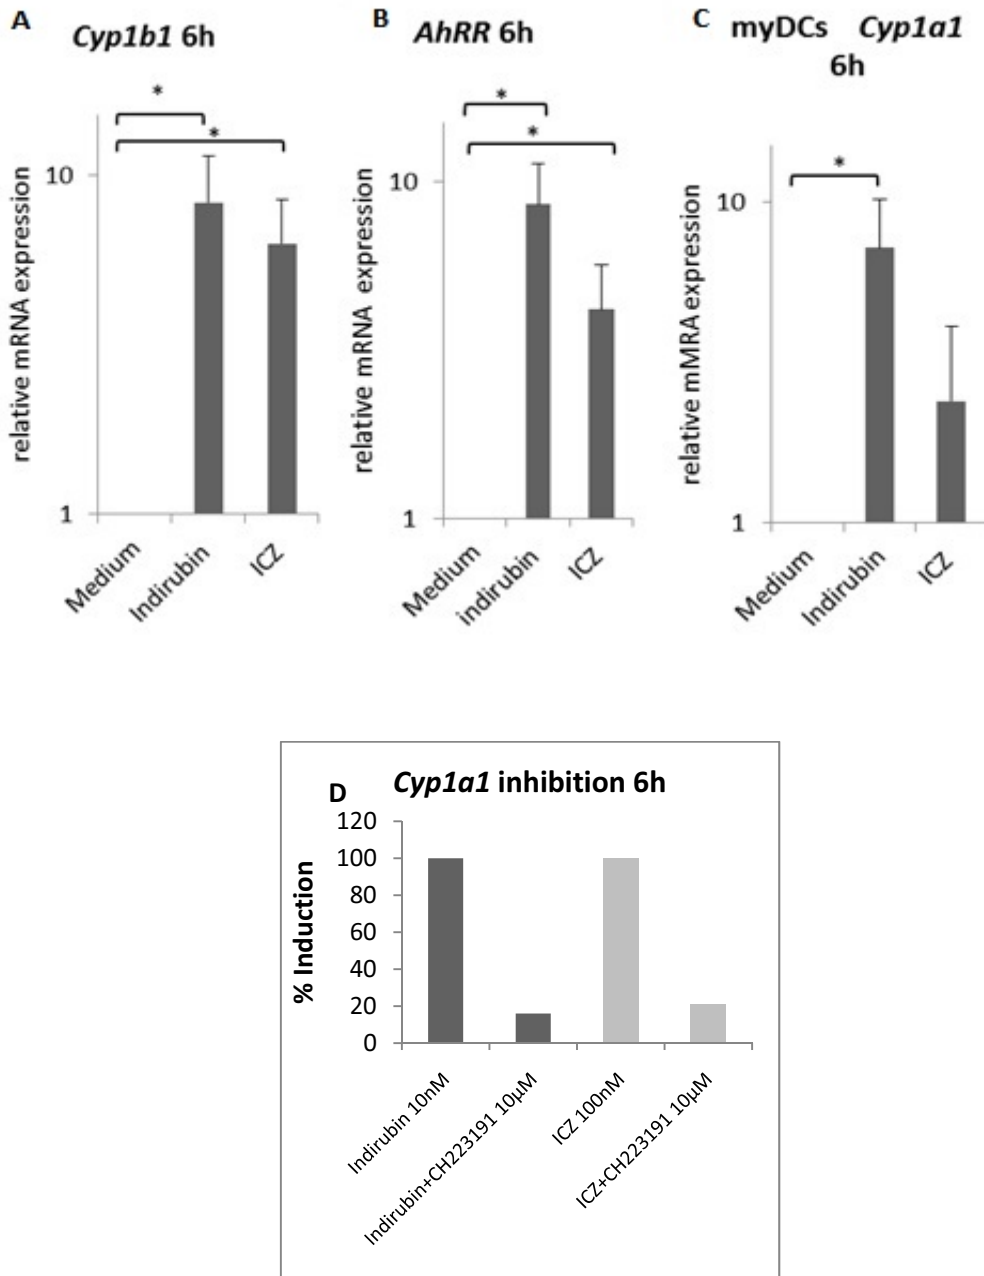 A
Cyp1b1 6h
*
*
10
1
relative mRNA expression
Medium
Indirubin
ICZ
B
AhRR 6h
*
*
10
1
relative mRNA expression
Medium
indirubin
ICZ
C
myDCs Cyp1a1
6h
*
10
1
relative mMRA expression
Medium
Indirubin
ICZ
D
Cyp1a1 inhibition 6h
120
100
80
60
40
20
0
% Induction
Indirubin 10nM
Indirubin+CH223191 10µM
ICZ 100nM
ICZ+CH223191 10µM